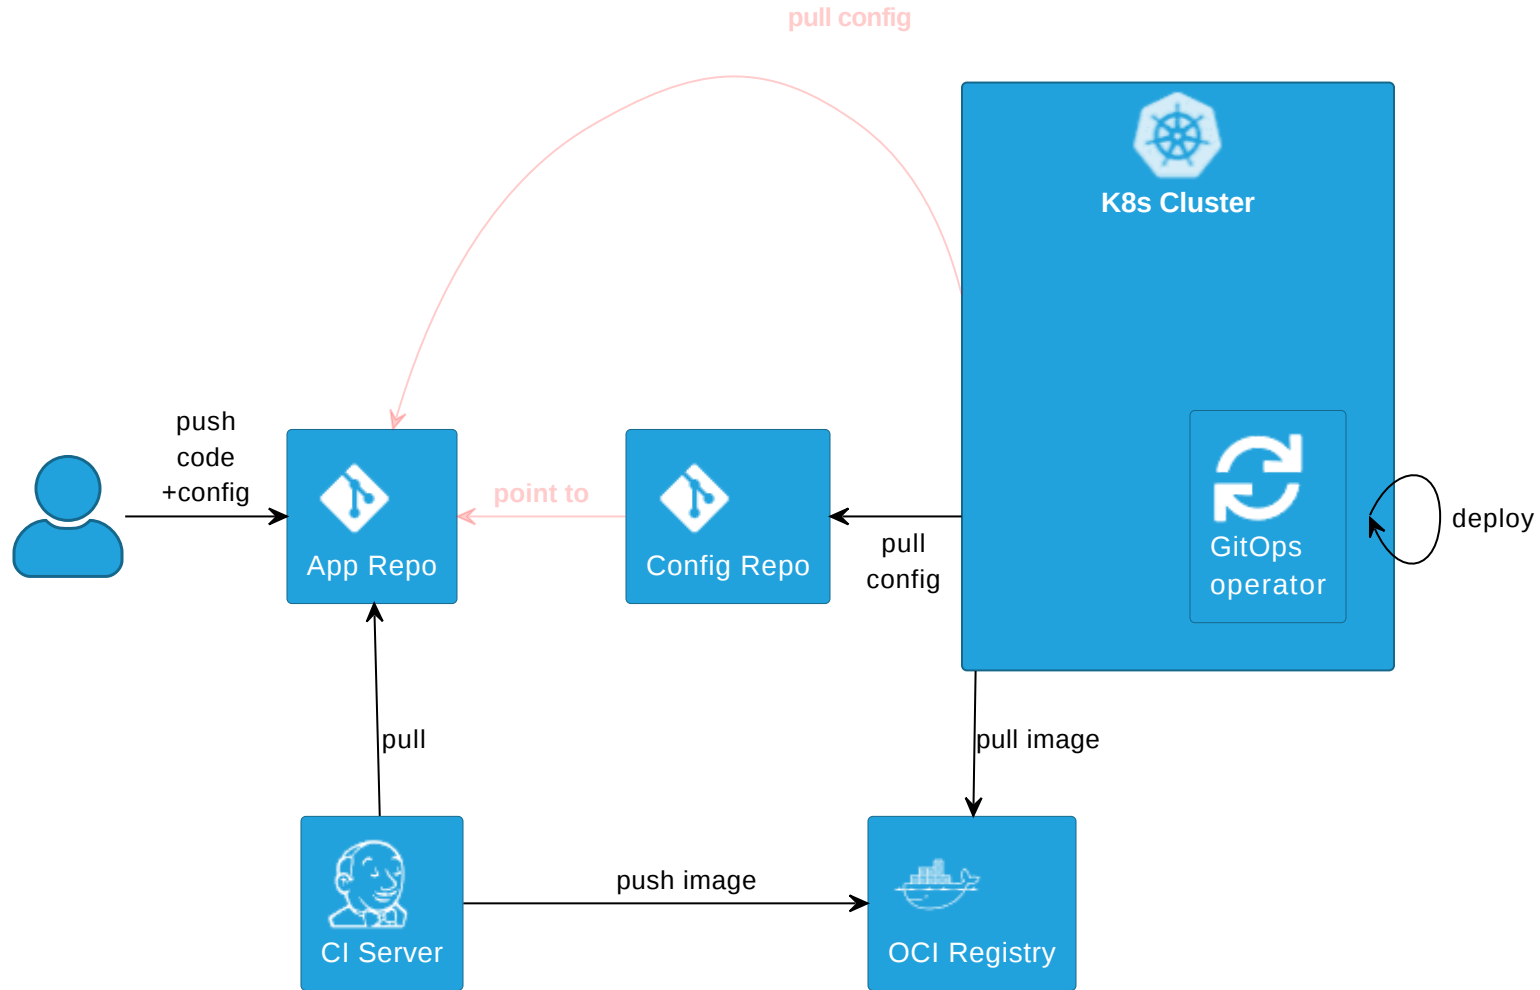 pull config
K8s Cluster
push
code
+config
point to
App Repo
Config Repo
pull
config
GitOps
operator
deploy
pull
pull image
push image
CI Server
OCI Registry